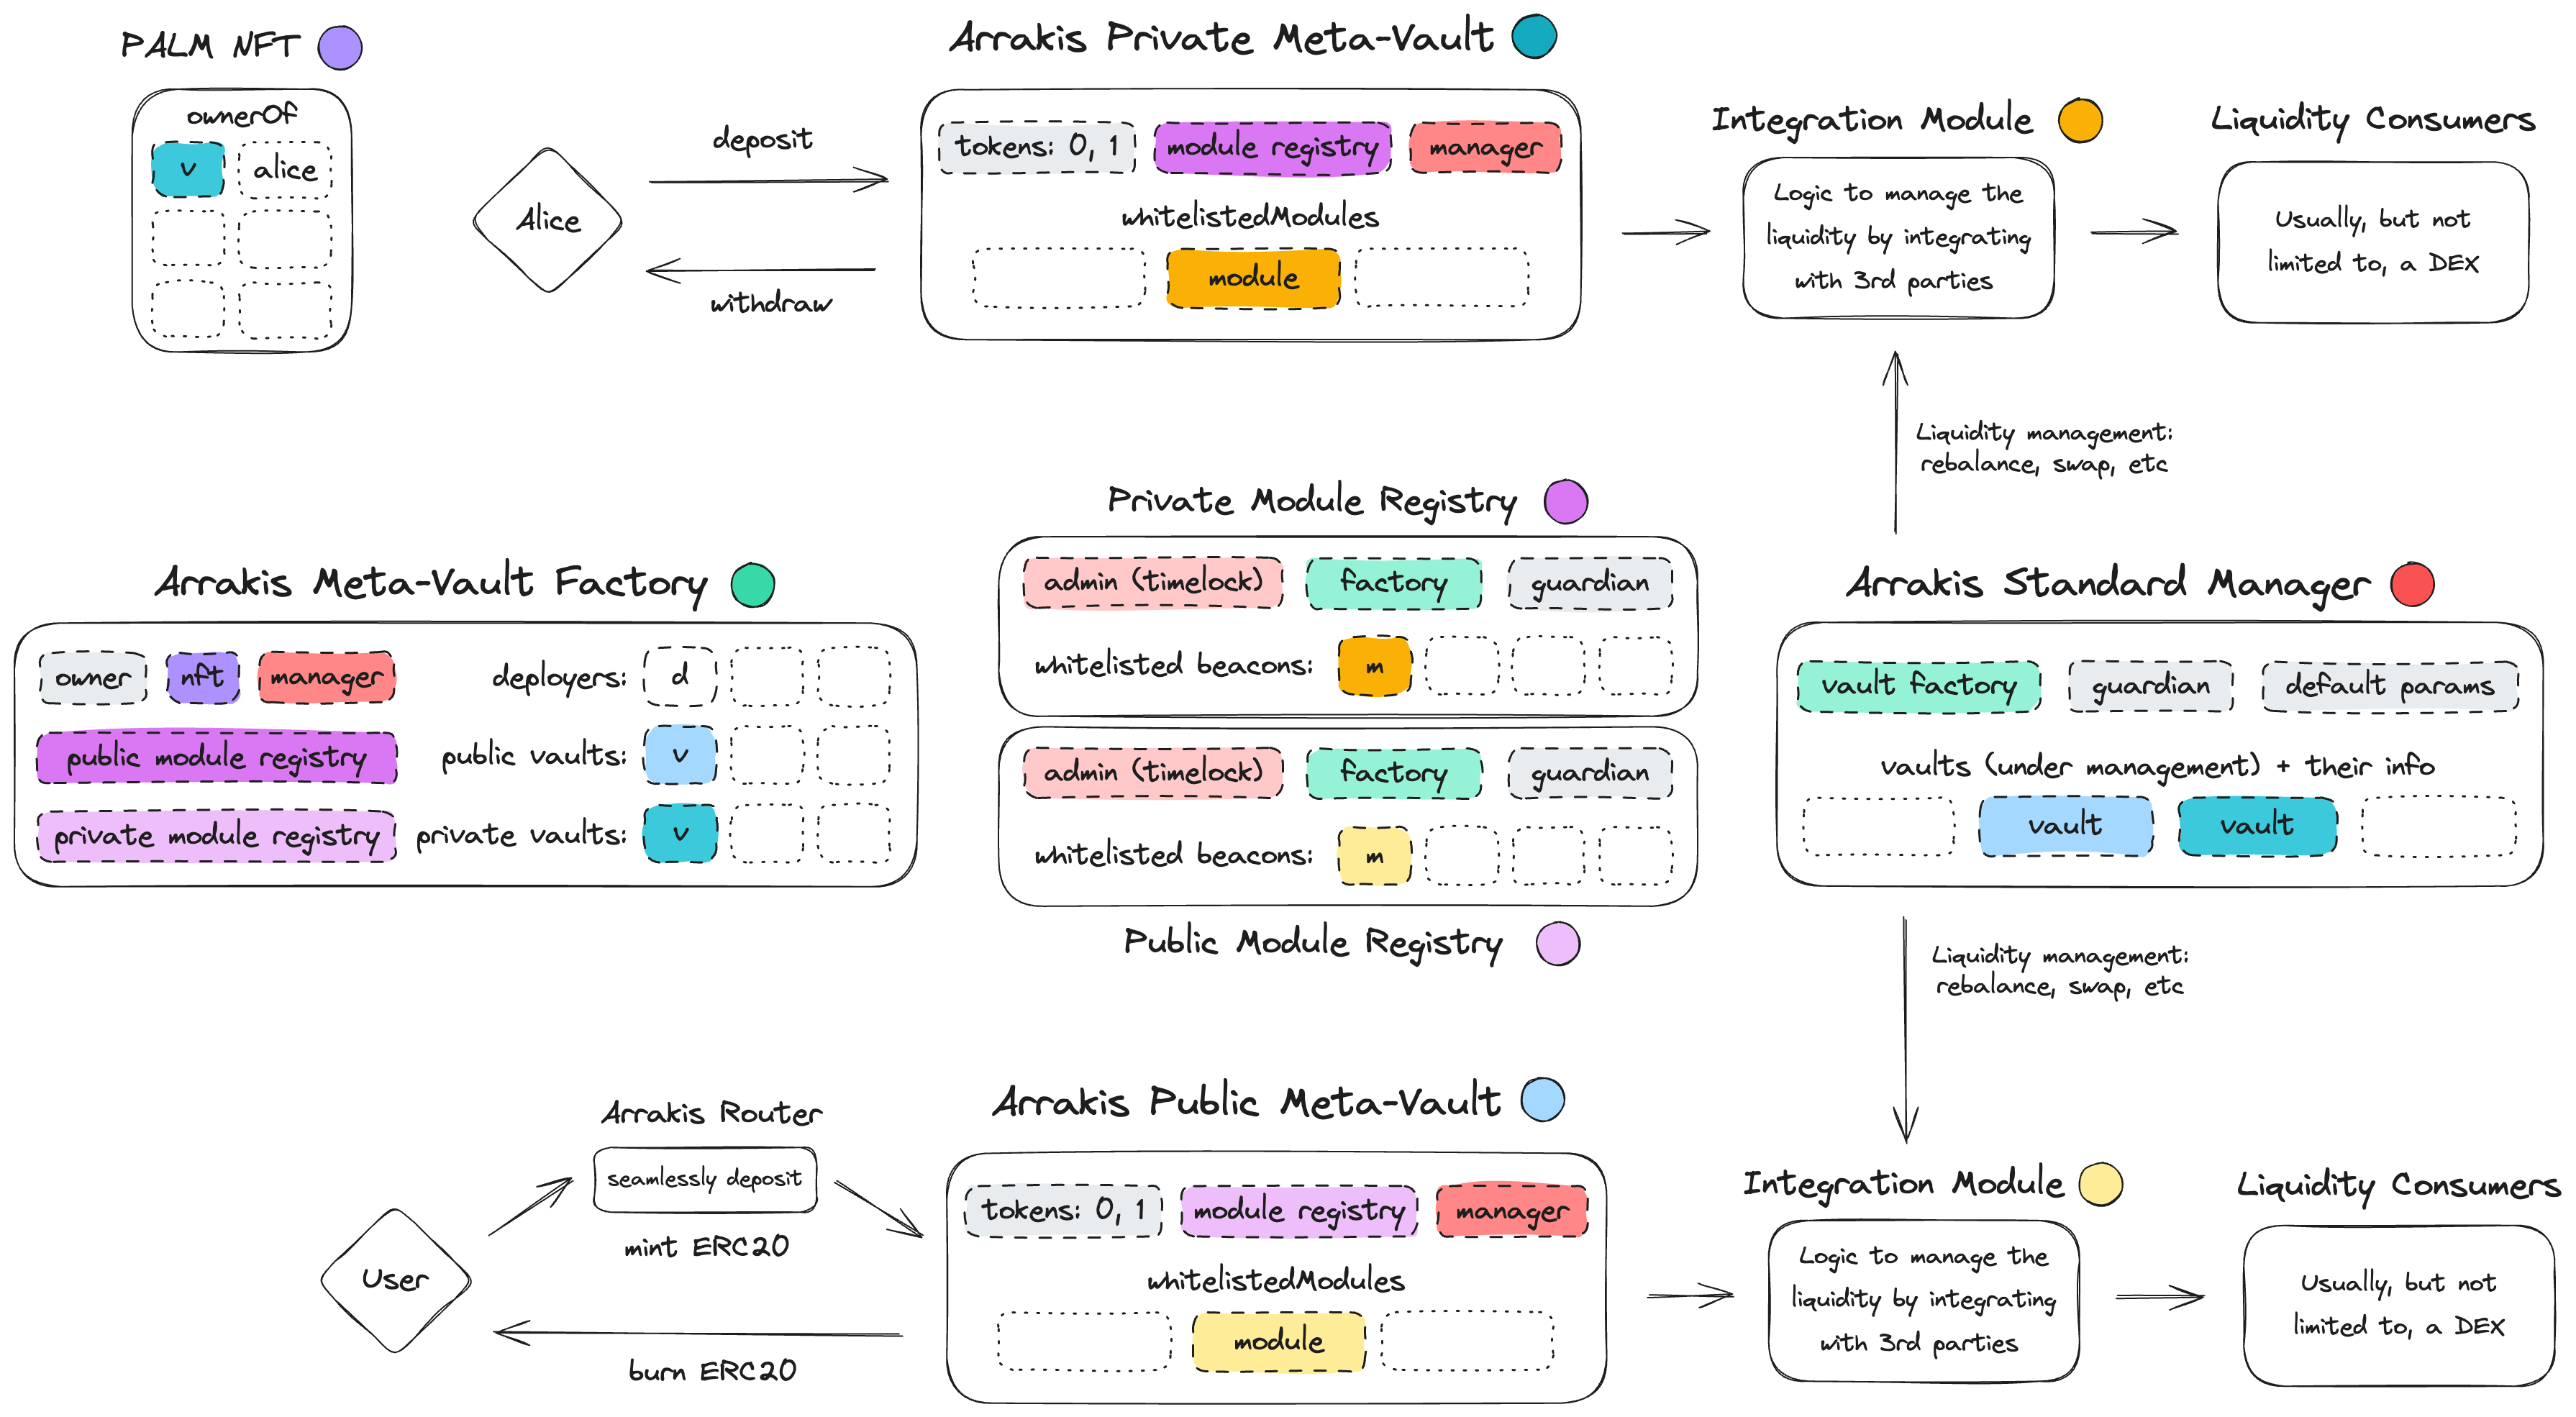 PALM NFT
ownerOf
v
alice
Alice
deposit
withdraw
Arrakis Private Meta-Vault
tokens: 0, 1
module registry
manager
whitelistedModules
module
Integration Module
Logic to manage the
liquidity by integrating
with 3rd parties
Liquidity Consumers
Usually, but not
limited to, a DEX
Liquidity management:
rebalance, swap, etc
Arrakis Meta-Vault Factory
owner
nft
manager
deployers:
d
public module registry
public vaults:
v
private module registry
private vaults:
v
Private Module Registry
admin (timelock)
factory
guardian
whitelisted beacons:
m
admin (timelock)
factory
guardian
whitelisted beacons:
m
Public Module Registry
Arrakis Standard Manager
vault factory
guardian
default params
vaults (under management) + their info
vault
vault
Liquidity management:
rebalance, swap, etc
User
Arrakis Router
seamlessly deposit
mint ERC20
burn ERC20
Arrakis Public Meta-Vault
tokens: 0, 1
module registry
manager
whitelistedModules
module
Integration Module
Logic to manage the
liquidity by integrating
with 3rd parties
Liquidity Consumers
Usually, but not
limited to, a DEX